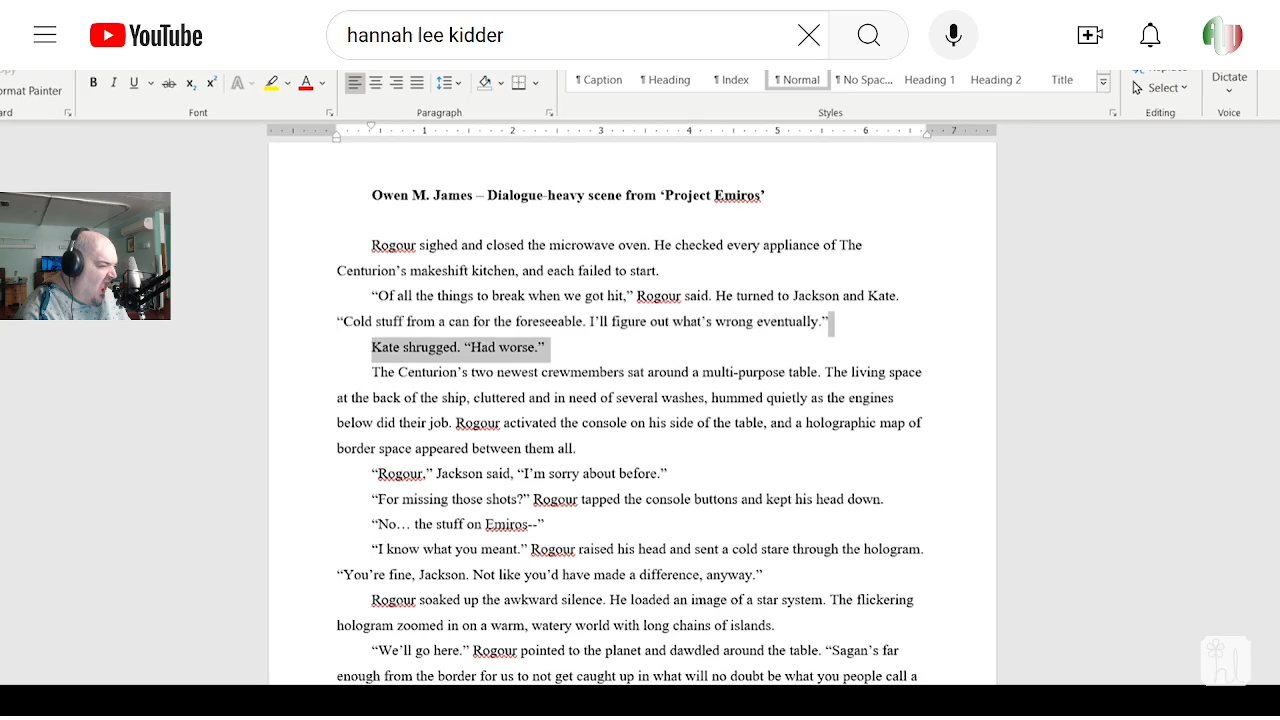 YouTube
hannah lee kidder
ormat Painter
ard
B I U ab x₂ x² A A
Font
Paragraph
¶ Caption ¶ Heading ¶ Index ¶ Normal ¶ No Spac... Heading 1 Heading 2 Title
Styles
Select
Editing
Dictate
Voice
1 2 3 4 5 6 7
Owen M. James – Dialogue-heavy scene from ‘Project Emiros’
Rogour sighed and closed the microwave oven. He checked every appliance of The
Centurion’s makeshift kitchen, and each failed to start.
“Of all the things to break when we got hit,” Rogour said. He turned to Jackson and Kate.
“Cold stuff from a can for the foreseeable. I’ll figure out what’s wrong eventually.”
Kate shrugged. “Had worse.”
The Centurion’s two newest crewmembers sat around a multi-purpose table. The living space
at the back of the ship, cluttered and in need of several washes, hummed quietly as the engines
below did their job. Rogour activated the console on his side of the table, and a holographic map of
border space appeared between them all.
“Rogour,” Jackson said, “I’m sorry about before.”
“For missing those shots?” Rogour tapped the console buttons and kept his head down.
“No… the stuff on Emiros--”
“I know what you meant.” Rogour raised his head and sent a cold stare through the hologram.
“You’re fine, Jackson. Not like you’d have made a difference, anyway.”
Rogour soaked up the awkward silence. He loaded an image of a star system. The flickering
hologram zoomed in on a warm, watery world with long chains of islands.
“We’ll go here.” Rogour pointed to the planet and dawdled around the table. “Sagan’s far
enough from the border for us to not get caught up in what will no doubt be what you people call a
hl